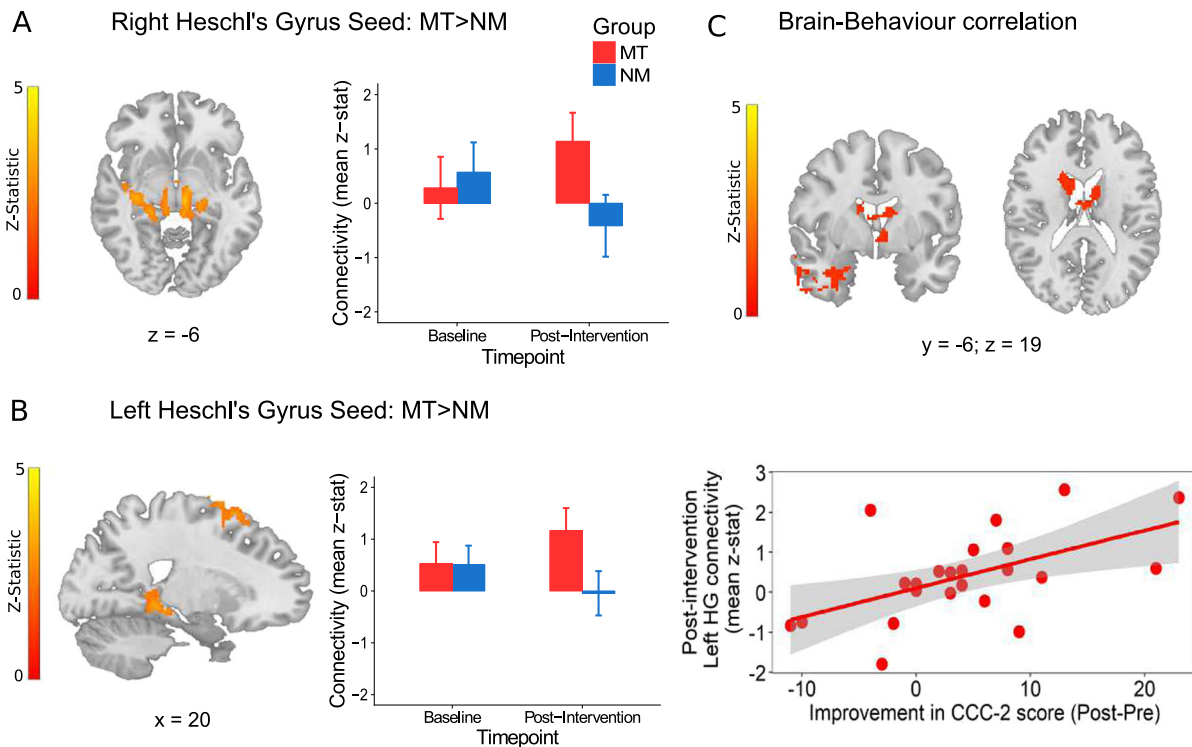 A
Right Heschl's Gyrus Seed: MT>NM
5
Z-Statistic
0
z = -6
Group
MT
NM
Connectivity (mean z−stat)
2
1
0
−1
−2
Baseline
Post-Intervention
Timepoint
B
Left Heschl's Gyrus Seed: MT>NM
5
Z-Statistic
0
x = 20
Connectivity (mean z−stat)
2
1
0
−1
−2
Baseline
Post-Intervention
Timepoint
C
Brain-Behaviour correlation
5
Z-Statistic
0
y = -6; z = 19
Post-intervention
Left HG connectivity
(mean z-stat)
3
2
1
0
-1
-2
-10
0
10
20
Improvement in CCC-2 score (Post-Pre)